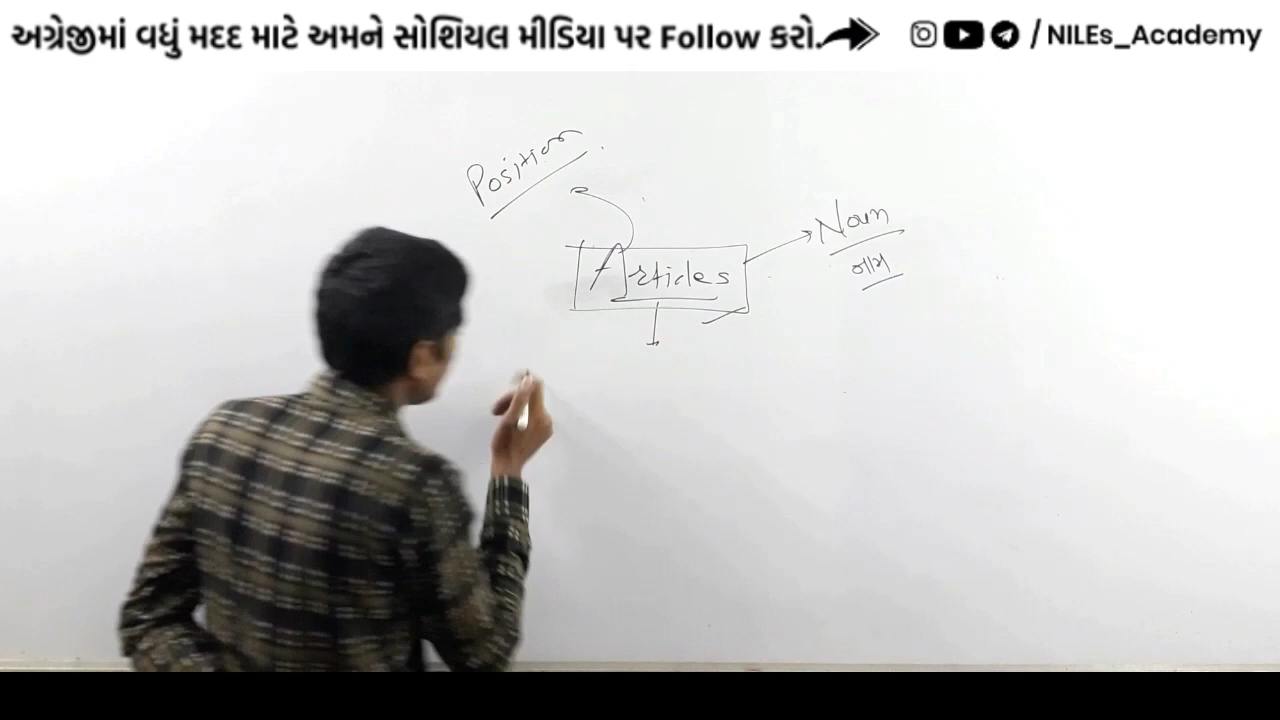 અગ્રેજીમાં વધું મદદ માટે અમને સોશિયલ મીડિયા પર Follow કરો. / NILEs_Academy
Position
Noun
નામ
Articles